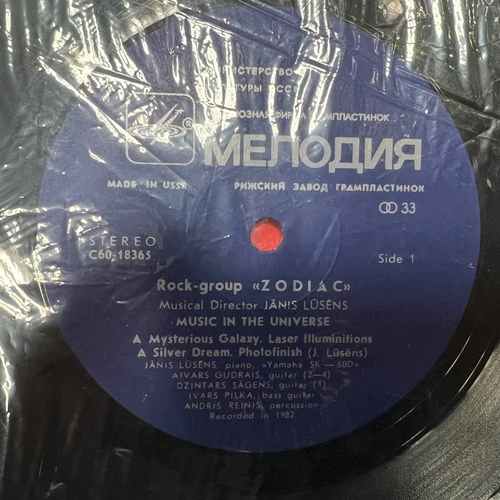 МЕЛОДИЯ
MADE IN USSR
РИЖСКИЙ ЗАВОД ГРАМПЛАСТИНОК
33
STEREO
C60-18365
Side 1
Rock-group «ZODIAC»
Musical Director JĀNIS LŪSĒNS
MUSIC IN THE UNIVERSE
A Mysterious Galaxy. Laser Illuminitions
A Silver Dream. Photofinish (J. Lūsēns)
JĀNIS LŪSĒNS, piano, «Yamaha SK — 50D»
AIVARS GUDRAIS, guitar (2—4)
DZINTARS SĀGENS, guitar (1)
IVARS PILKA, bass guitar
ANDRIS REINIS, percussion
Recorded in 1982